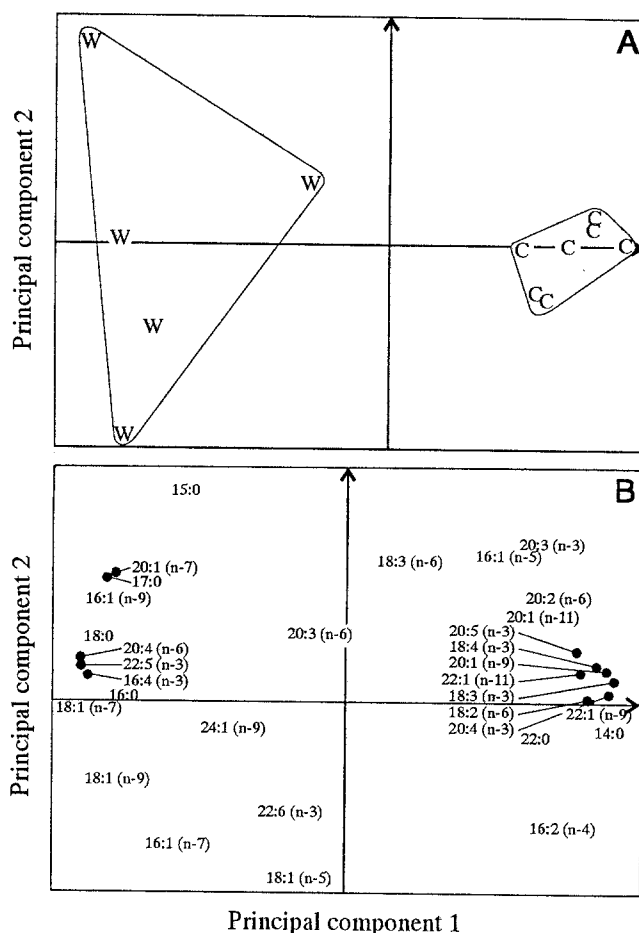 A
Principal component 2
W
W
W
W
W
C
C
C C C
C C
B
Principal component 2
15:0
20:1 (n-7)
17:0
16:1 (n-9)
18:0
20:4 (n-6)
22:5 (n-3)
16:4 (n-3)
16:0
18:1 (n-7)
24:1 (n-9)
18:1 (n-9)
22:6 (n-3)
16:1 (n-7)
18:1 (n-5)
20:3 (n-6)
18:3 (n-6)
20:3 (n-3)
16:1 (n-5)
20:2 (n-6)
20:1 (n-11)
20:5 (n-3)
18:4 (n-3)
20:1 (n-9)
22:1 (n-11)
18:3 (n-3)
18:2 (n-6)
20:4 (n-3)
22:1 (n-9)
22:0
14:0
16:2 (n-4)
Principal component 1